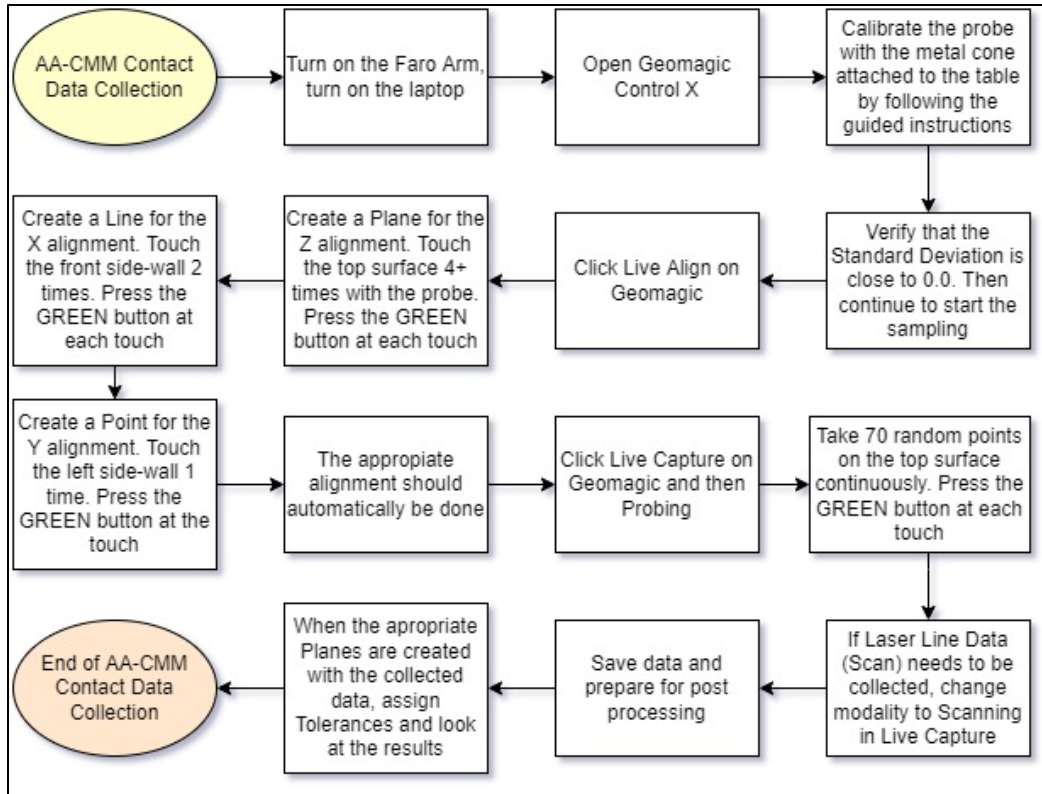 AA-CMM Contact
Data Collection
Turn on the Faro Arm,
turn on the laptop
Open Geomagic
Control X
Calibrate the probe
with the metal cone
attached to the table
by following the
guided instructions
Verify that the
Standard Deviation is
close to 0.0. Then
continue to start the
sampling
Click Live Align on
Geomagic
Create a Plane for the
Z alignment. Touch
the top surface 4+
times with the probe.
Press the GREEN
button at each touch
Create a Line for the
X alignment. Touch
the front side-wall 2
times. Press the
GREEN button at
each touch
Create a Point for the
Y alignment. Touch
the left side-wall 1
time. Press the
GREEN button at the
touch
The appropiate
alignment should
automatically be done
Click Live Capture on
Geomagic and then
Probing
Take 70 random points
on the top surface
continuously. Press the
GREEN button at each
touch
If Laser Line Data
(Scan) needs to be
collected, change
modality to Scanning
in Live Capture
Save data and
prepare for post
processing
When the apropriate
Planes are created
with the collected
data, assign
Tolerances and look
at the results
End of AA-CMM
Contact Data
Collection